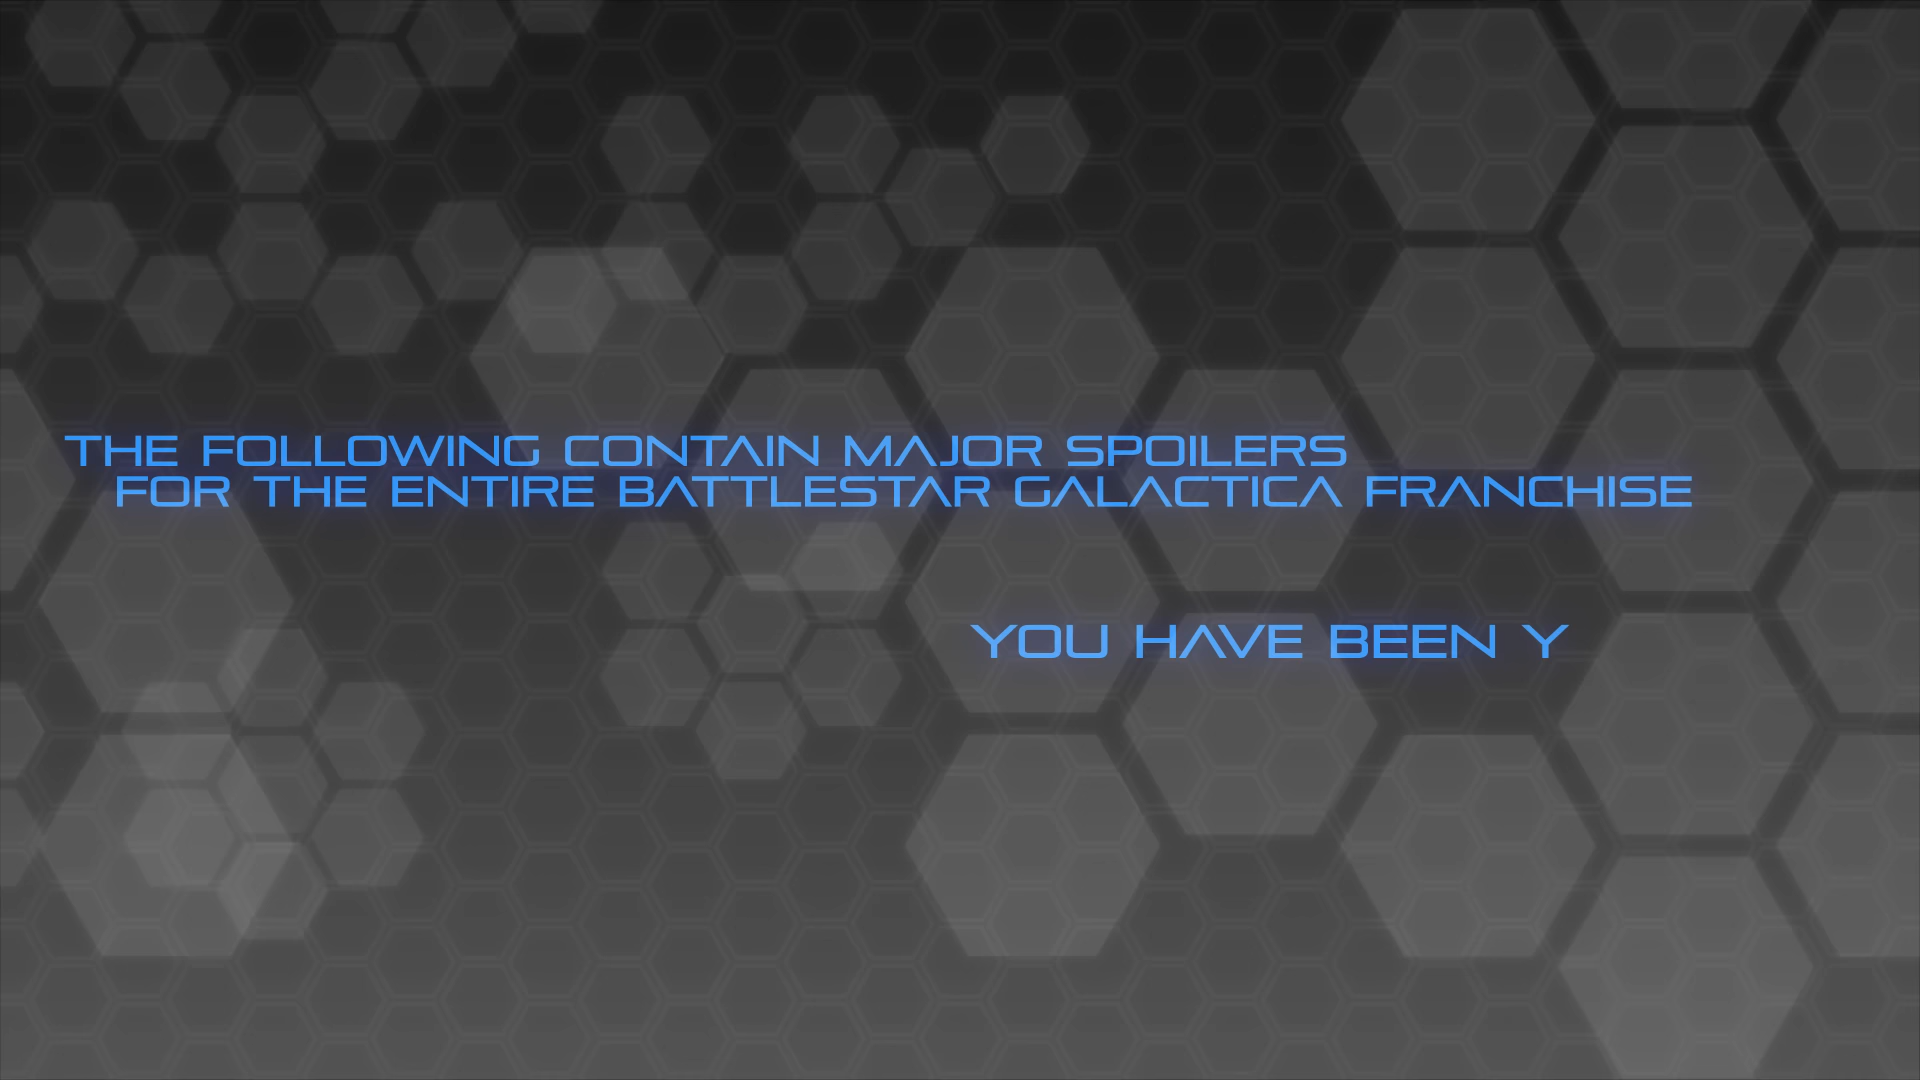 THE FOLLOWING CONTAIN MAJOR SPOILERS
FOR THE ENTIRE BATTLESTAR GALACTICA FRANCHISE
YOU HAVE BEEN Y